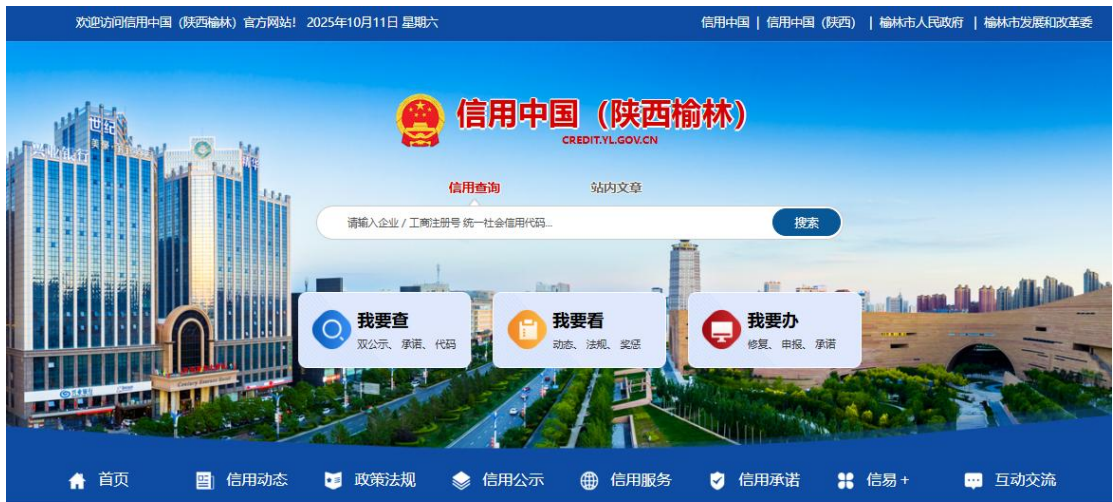 欢迎访问信用中国（陕西榆林）官方网站！ 2025年10月11日 星期六
信用中国 | 信用中国（陕西） | 榆林市人民政府 | 榆林市发展和改革委
信用中国（陕西榆林）
CREDIT.YL.GOV.CN
信用查询 站内文章
请输入企业 / 工商注册号 统一社会信用代码...
搜索
世纪
兴业银行
我要查
双公示、承诺、代码
我要看
动态、法规、奖惩
我要办
修复、申报、承诺
首页 信用动态 政策法规 信用公示 信用服务 信用承诺 信易+ 互动交流